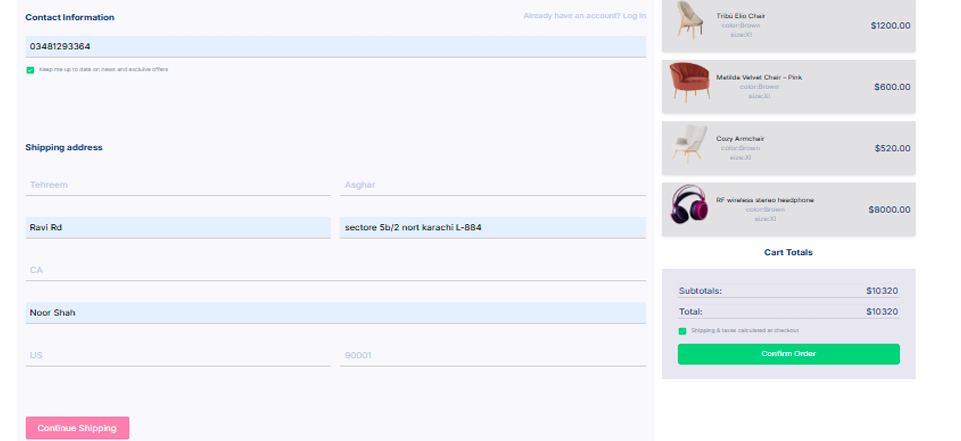 Contact Information
Already have an account? Log in
03481293364
Keep me up to date on news and exclulve offers
Shipping address
Tehreem
Asghar
Ravi Rd
sectore 5b/2 nort karachi L-884
CA
Noor Shah
US
90001
Continue Shipping
Tribù Elio Chair
color:Brown
size:Xl
$1200.00
Matilda Velvet Chair – Pink
color:Brown
size:Xl
$600.00
Cozy Armchair
color:Brown
size:Xl
$520.00
RF wireless stereo headphone
color:Brown
size:Xl
$8000.00
Cart Totals
Subtotals:
$10320
Total:
$10320
Shipping & taxes calculated at checkout
Confirm Order